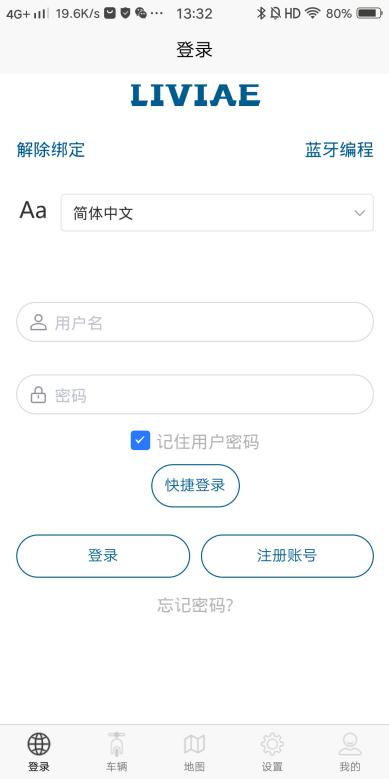 4G+ 19.6K/s ··· 13:32 HD 80%
登录
LIVIAE
解除绑定 蓝牙编程
Aa 简体中文
用户名
密码
记住用户密码
快捷登录
登录 注册账号
忘记密码?
登录 车辆 地图 设置 我的